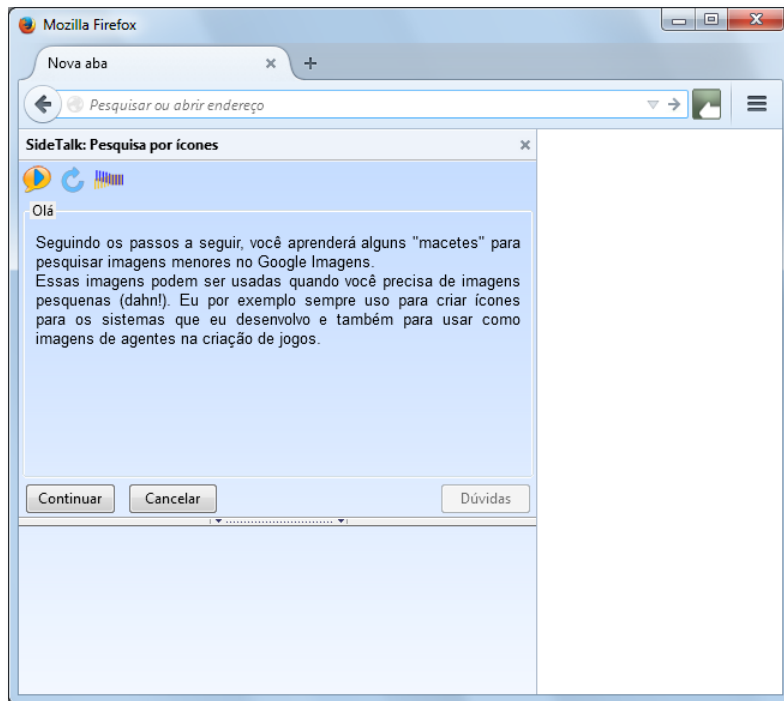 Mozilla Firefox
Nova aba
Pesquisar ou abrir endereço
SideTalk: Pesquisa por ícones
Olá
Seguindo os passos a seguir, você aprenderá alguns "macetes" para
pesquisar imagens menores no Google Imagens.
Essas imagens podem ser usadas quando você precisa de imagens
pesquenas (dahn!). Eu por exemplo sempre uso para criar ícones
para os sistemas que eu desenvolvo e também para usar como
imagens de agentes na criação de jogos.
Continuar Cancelar Dúvidas